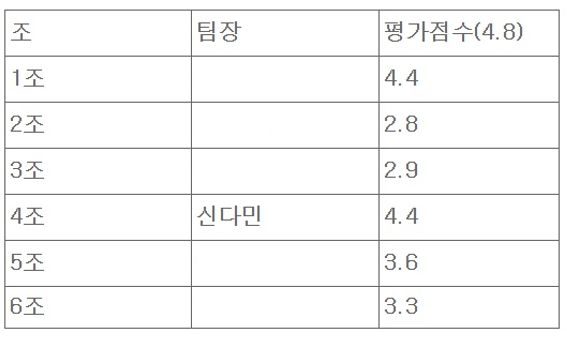 조 팀장 평가점수(4.8)
1조 4.4
2조 2.8
3조 2.9
4조 신다민 4.4
5조 3.6
6조 3.3